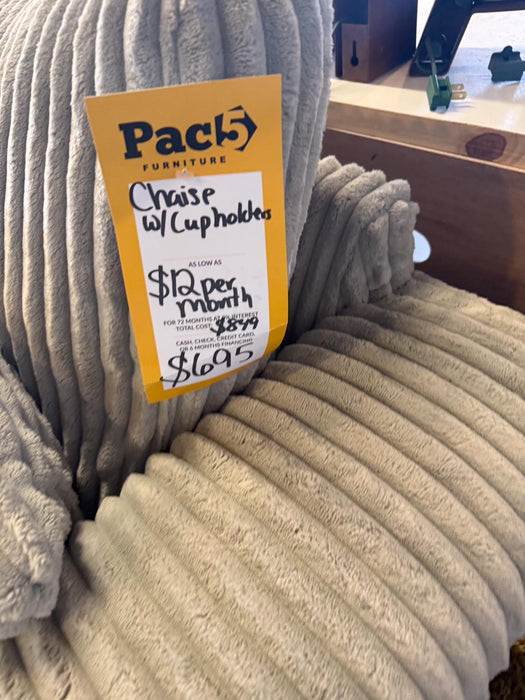 Pac5
FURNITURE
Chaise
w/Cupholders
AS LOW AS
$12 per
month
FOR 72 MONTHS AT 0% INTEREST
TOTAL COST $849
CASH, CHECK, CREDIT CARD,
OR 6 MONTHS FINANCING
$695